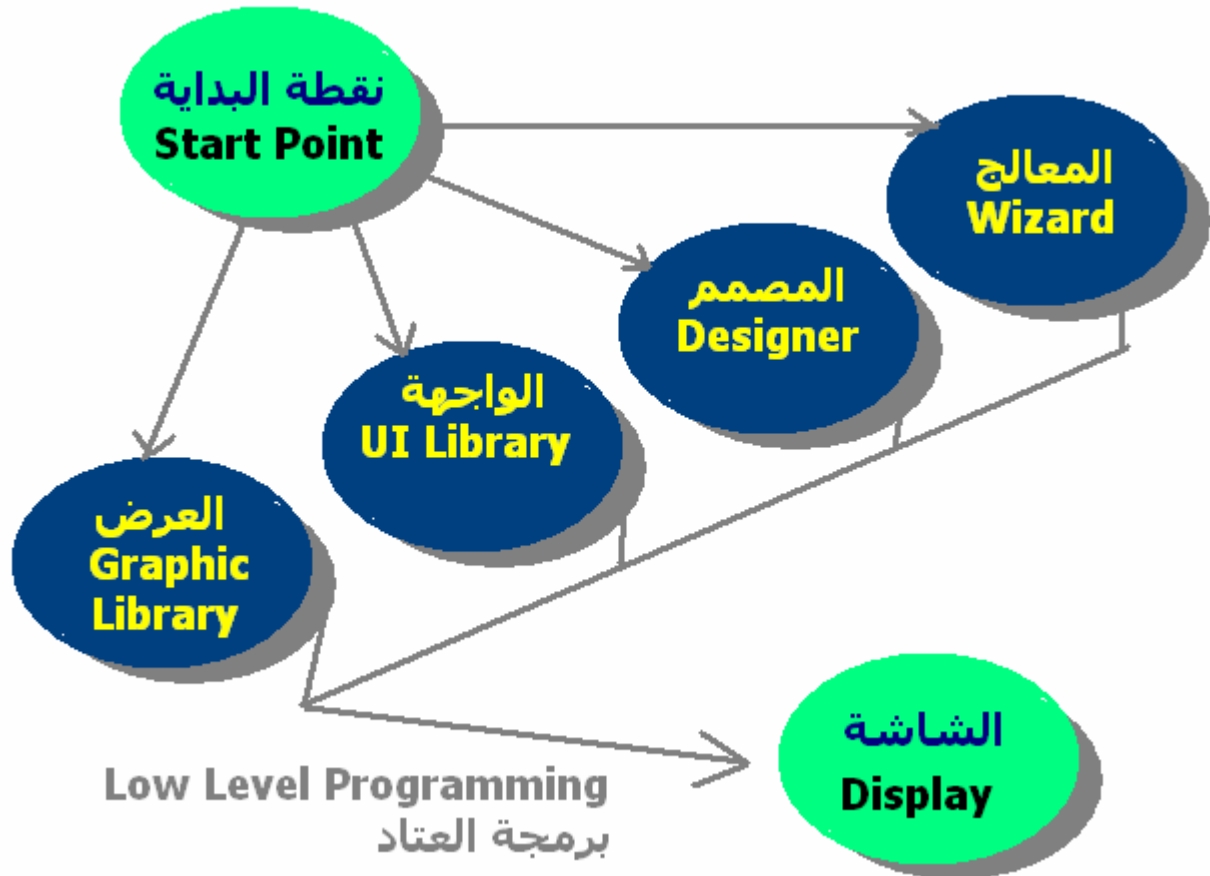 نقطة البداية
Start Point
المعالج
Wizard
المصمم
Designer
الواجهة
UI Library
العرض
Graphic
Library
الشاشة
Display
Low Level Programming
برمجة العتاد